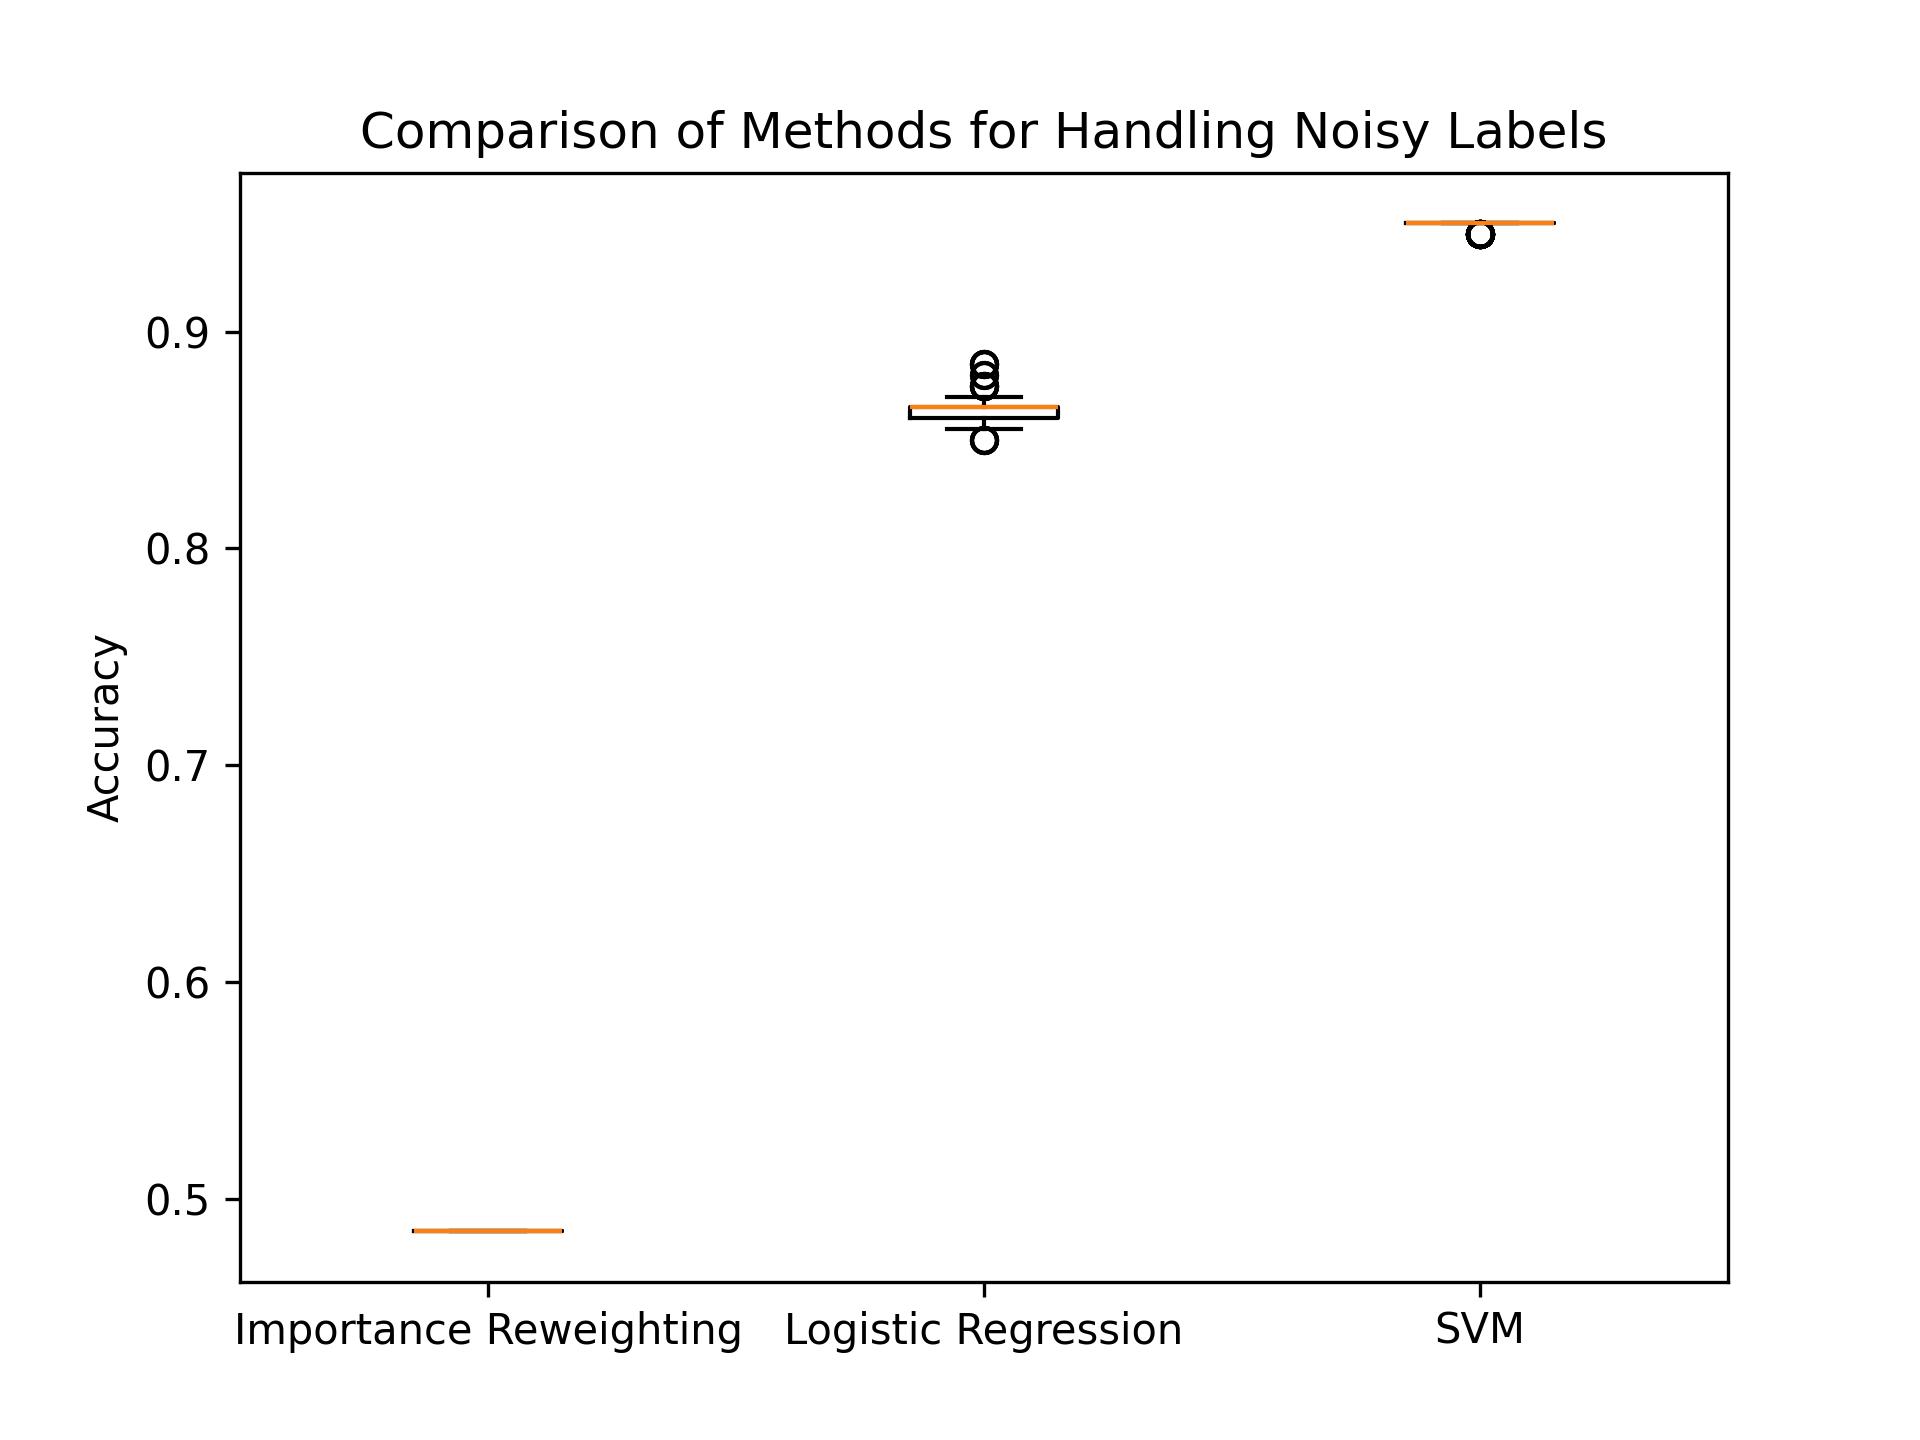 Comparison of Methods for Handling Noisy Labels
Accuracy
0.9
0.8
0.7
0.6
0.5
Importance Reweighting
Logistic Regression
SVM